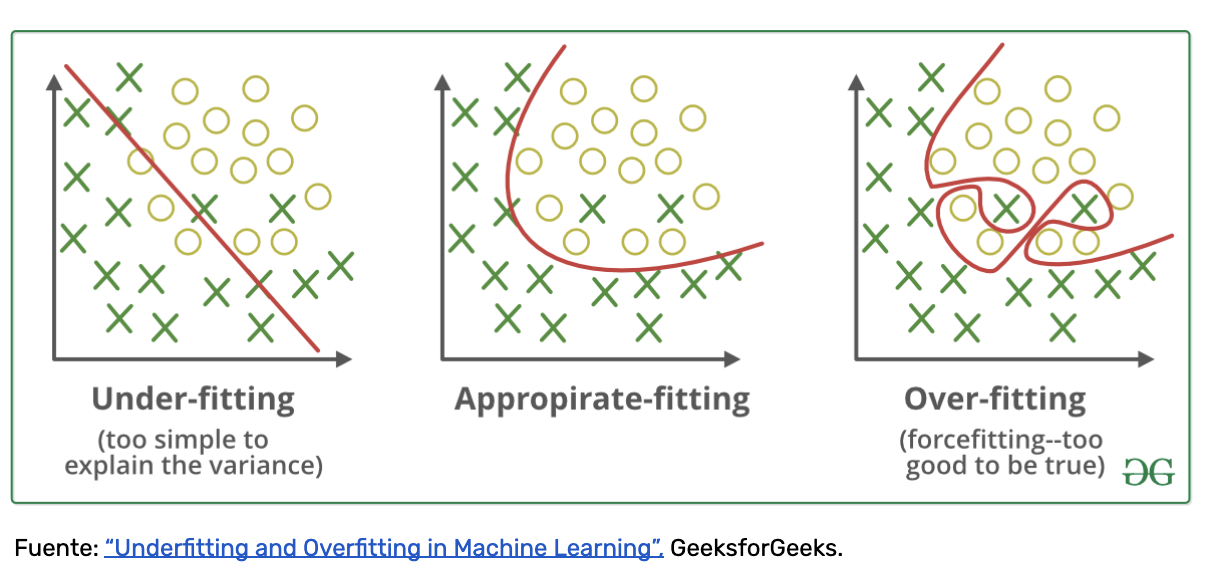 Under-fitting
(too simple to
explain the variance)
Appropirate-fitting
Over-fitting
(forcefitting--too
good to be true)
Fuente: “Underfitting and Overfitting in Machine Learning”, GeeksforGeeks.